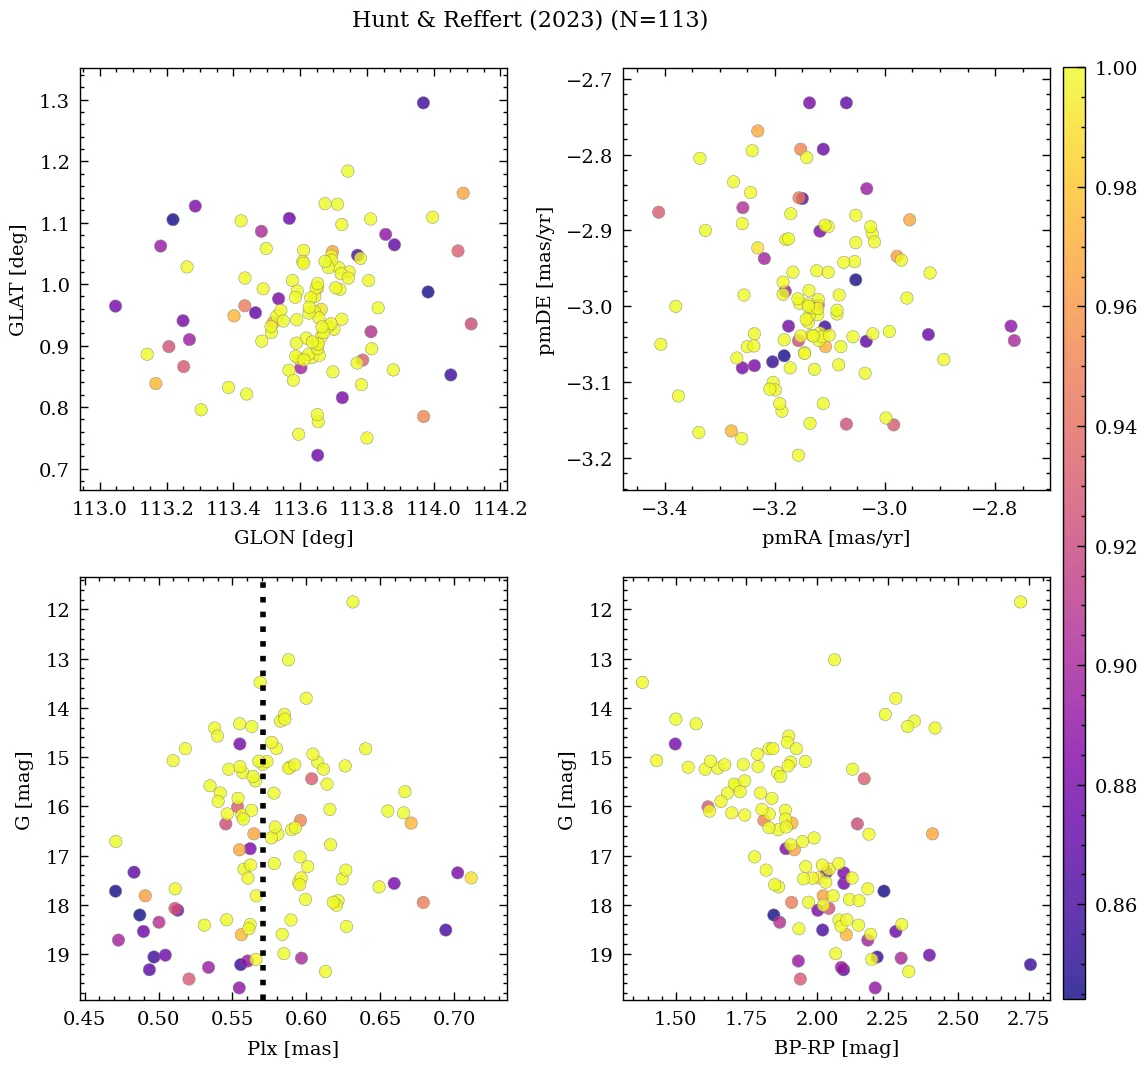 Hunt & Reffert (2023) (N=113)
1.3
1.2
1.1
1.0
0.9
0.8
0.7
GLAT [deg]
113.0 113.2 113.4 113.6 113.8 114.0 114.2
GLON [deg]
−2.7
−2.8
−2.9
−3.0
−3.1
−3.2
pmDE [mas/yr]
−3.4 −3.2 −3.0 −2.8
pmRA [mas/yr]
12
13
14
15
16
17
18
19
G [mag]
0.45 0.50 0.55 0.60 0.65 0.70
Plx [mas]
12
13
14
15
16
17
18
19
G [mag]
1.50 1.75 2.00 2.25 2.50 2.75
BP-RP [mag]
1.00
0.98
0.96
0.94
0.92
0.90
0.88
0.86